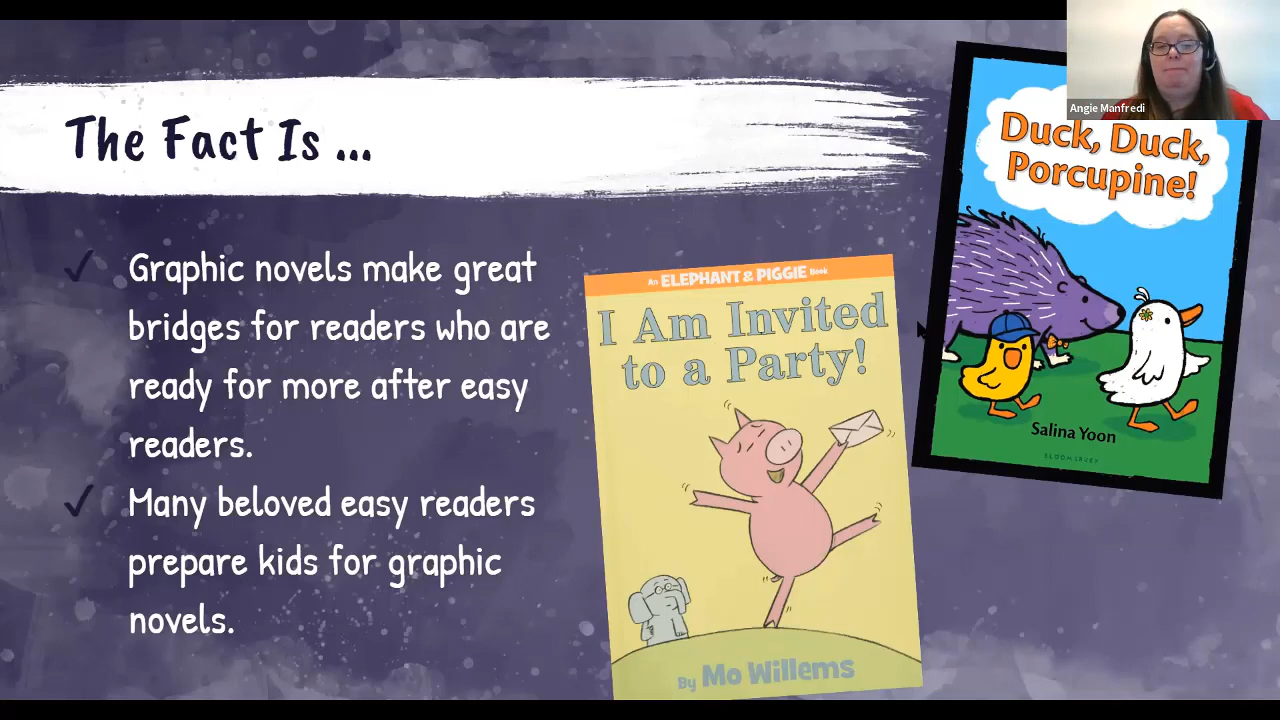 The Fact Is ...
Graphic novels make great
bridges for readers who are
ready for more after easy
readers.
Many beloved easy readers
prepare kids for graphic
novels.
An ELEPHANT & PIGGIE Book
I Am Invited
to a Party!
By Mo Willems
Angie Manfredi
Duck, Duck,
Porcupine!
Salina Yoon
BLOOMSBURY